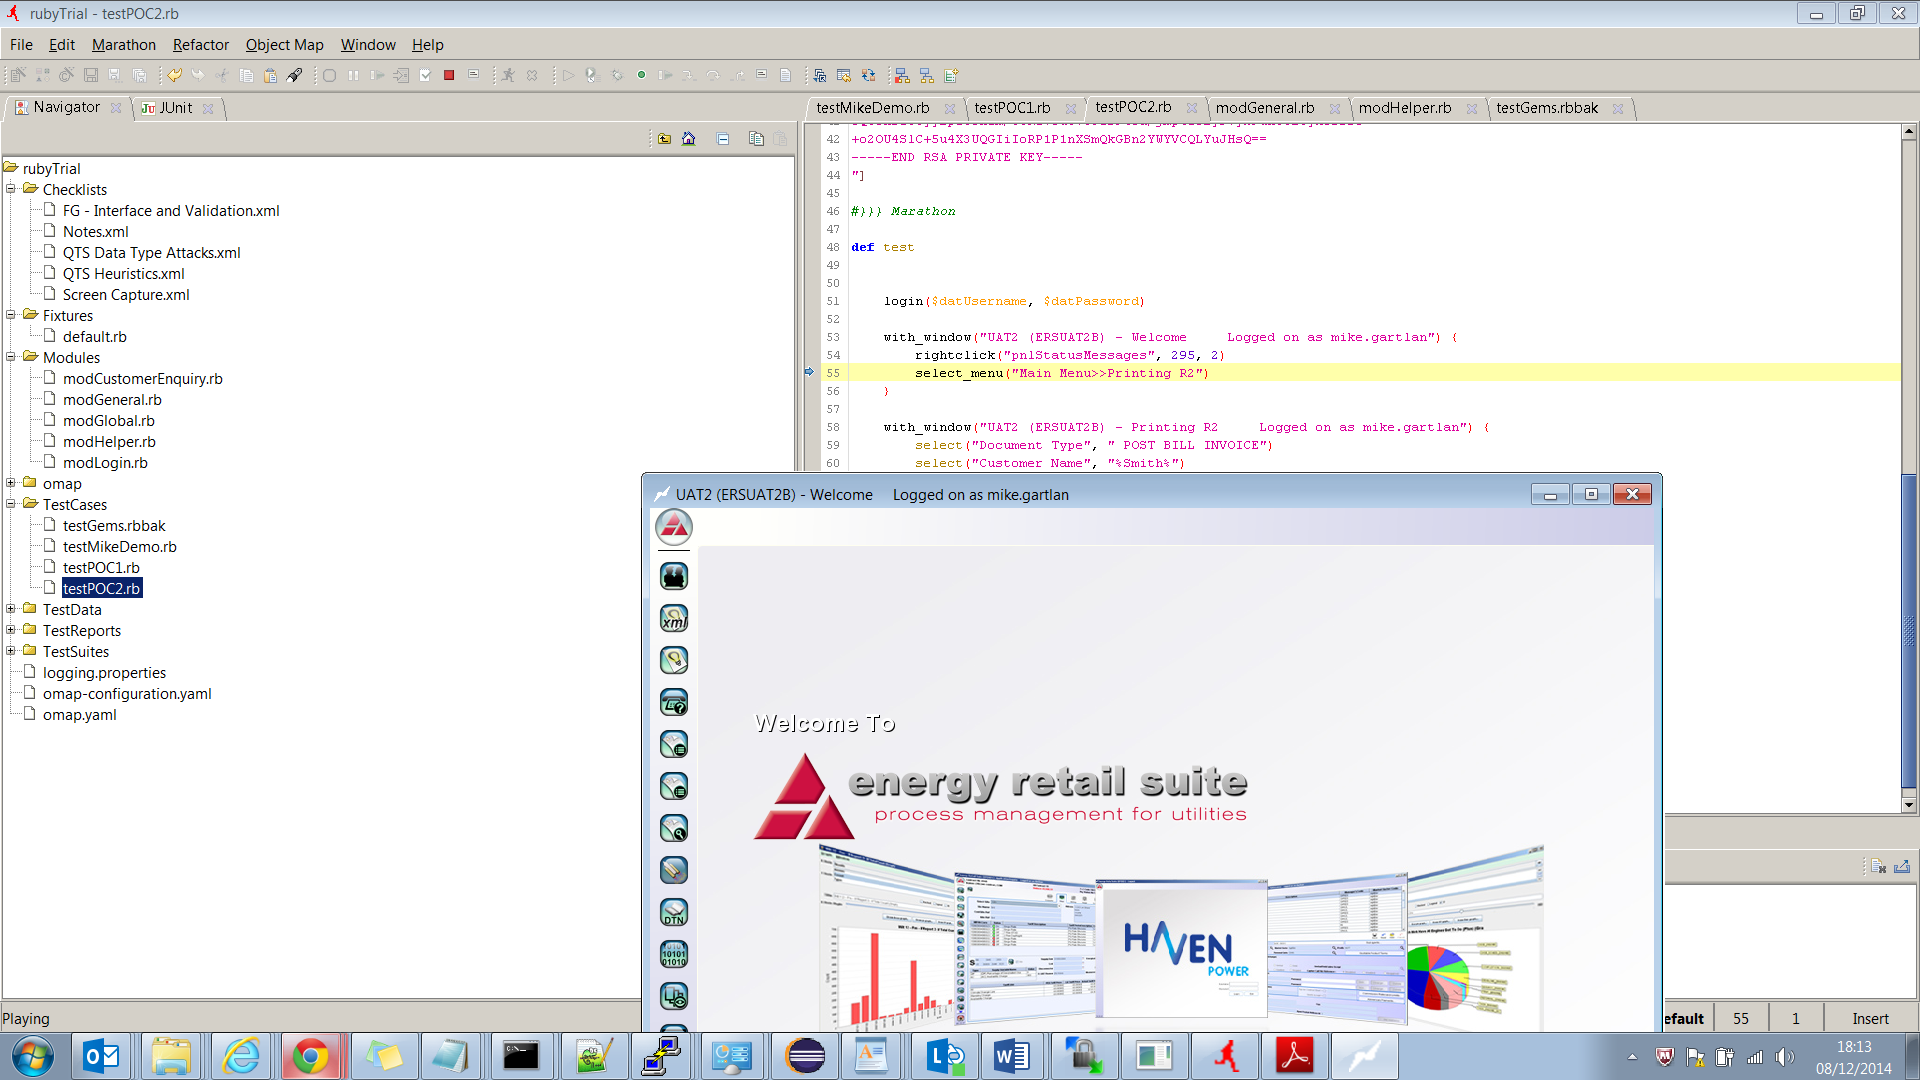 rubyTrial - testPOC2.rb
File Edit Marathon Refactor Object Map Window Help
Navigator
JUnit
testMikeDemo.rb
testPOC1.rb
testPOC2.rb
modGeneral.rb
modHelper.rb
testGems.rbbak
rubyTrial
Checklists
FG - Interface and Validation.xml
Notes.xml
QTS Data Type Attacks.xml
QTS Heuristics.xml
Screen Capture.xml
Fixtures
default.rb
Modules
modCustomerEnquiry.rb
modGeneral.rb
modGlobal.rb
modHelper.rb
modLogin.rb
omap
TestCases
testGems.rbbak
testMikeDemo.rb
testPOC1.rb
testPOC2.rb
TestData
TestReports
TestSuites
logging.properties
omap-configuration.yaml
omap.yaml
42 +o2OU4SlC+5u4X3UQGIiIoRP1P1nXSmQkGBn2YWYVCQLYuJHsQ==
43 -----END RSA PRIVATE KEY-----
44 "]
45
46 #}}} Marathon
47
48 def test
49
50
51 login($datUsername, $datPassword)
52
53 with_window("UAT2 (ERSUAT2B) - Welcome Logged on as mike.gartlan") {
54 rightclick("pnlStatusMessages", 295, 2)
55 select_menu("Main Menu>>Printing R2")
56 }
57
58 with_window("UAT2 (ERSUAT2B) - Printing R2 Logged on as mike.gartlan") {
59 select("Document Type", " POST BILL INVOICE")
60 select("Customer Name", "%Smith%")
UAT2 (ERSUAT2B) - Welcome Logged on as mike.gartlan
xml
DTN
10101
01010
Welcome To
energy retail suite
process management for utilities
HAVEN
POWER
Playing
efault 55 1 Insert
18:13
08/12/2014